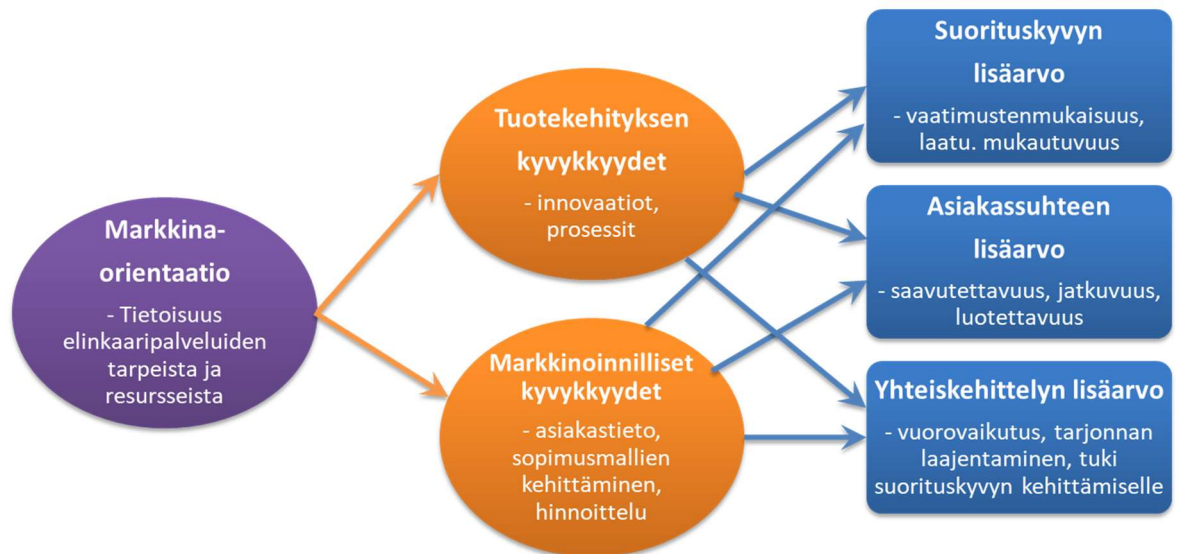 Markkina-
orientaatio
- Tietoisuus
elinkaaripalveluiden
tarpeista ja
resursseista
Tuotekehityksen
kyvykkyydet
- innovaatiot,
prosessit
Markkinoinnilliset
kyvykkyydet
- asiakastieto,
sopimusmallien
kehittäminen,
hinnoittelu
Suorituskyvyn
lisäarvo
- vaatimustenmukaisuus,
laatu. mukautuvuus
Asiakassuhteen
lisäarvo
- saavutettavuus, jatkuvuus,
luotettavuus
Yhteiskehittelyn lisäarvo
- vuorovaikutus, tarjonnan
laajentaminen, tuki
suorituskyvyn kehittämiselle